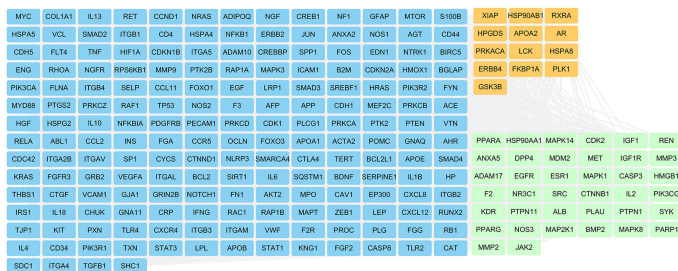 MYC COL1A1 IL13 RET CCND1 NRAS ADIPOQ NGF CREB1 NF1 GFAP MTOR S100B
HSPA5 VCL SMAD2 ITGB1 CD4 HSPA4 NFKB1 ERBB2 JUN ANXA2 NOS1 AGT CD44
CDH5 FLT4 TNF HIF1A CDKN1B ITGA5 ADAM10 CREBBP SPP1 FOS EDN1 NTRK1 BIRC5
ENG RHOA NGFR RPS6KB1 MMP9 PTK2B RAP1A MAPK3 ICAM1 B2M CDKN2A HMOX1 BGLAP
PIK3CA FLNA ITGB4 SELP CCL11 FOXO1 EGF LRP1 SMAD3 SREBF1 HRAS PIK3R2 FYN
MYD88 PTGS2 PRKCZ RAF1 TP53 NOS2 F3 AFP APP CDH1 MEF2C PRKCB ACE
HGF HSPG2 IL10 NFKBIA PDGFRB PECAM1 PRKCD CDK1 PLCG1 PRKCA PTK2 PTEN VTN
RELA ABL1 CCL2 INS FGA CDK4 CCR5 OCLN FOXO3 APOA1 ACTA2 POMC GNAQ AHR
CDC42 ITGA2B ITGAV SP1 CYCS CTNND1 NLRP3 SMARCA4 CTLA4 TERT BCL2L1 APOE SMAD4
KRAS FGFR3 GRB2 VEGFA ITGAL BCL2 SIRT1 IL6 SQSTM1 BDNF SERPINE1 IL1B HP
THBS1 CTGF VCAM1 GJA1 GRIN2B NOTCH1 FN1 AKT2 MPO CAV1 EP300 CXCL8 ITGB2
IRS1 IL18 CHUK GNA11 CRP IFNG RAC1 RAP1B MAPT ZEB1 LEP CXCL12 RUNX2
TJP1 KIT PXN TLR4 CXCR4 ITGB3 ITGAM VWF F2R PROC PLG FGG RB1
IL4 CD34 PIK3R1 TXN STAT3 LPL APOB STAT1 KNG1 FGF2 CASP8 TLR2 CAT
SDC1 ITGA4 TGFB1 SHC1
XIAP HSP90AB1 RXRA
HPGDS APOA2 AR
PRKACA LCK HSPA8
ERBB4 FKBP1A PLK1
GSK3B
PPARA HSP90AA1 MAPK14 CDK2 IGF1 REN
ANXA5 DPP4 MDM2 MET IGF1R MMP3
ADAM17 EGFR ESR1 MAPK1 CASP3 HMGB1
F2 NR3C1 SRC CTNNB1 IL2 PIK3CG
KDR PTPN11 ALB PLAU PTPN1 SYK
PPARG NOS3 MAP2K1 BMP2 MAPK8 PARP1
MMP2 JAK2